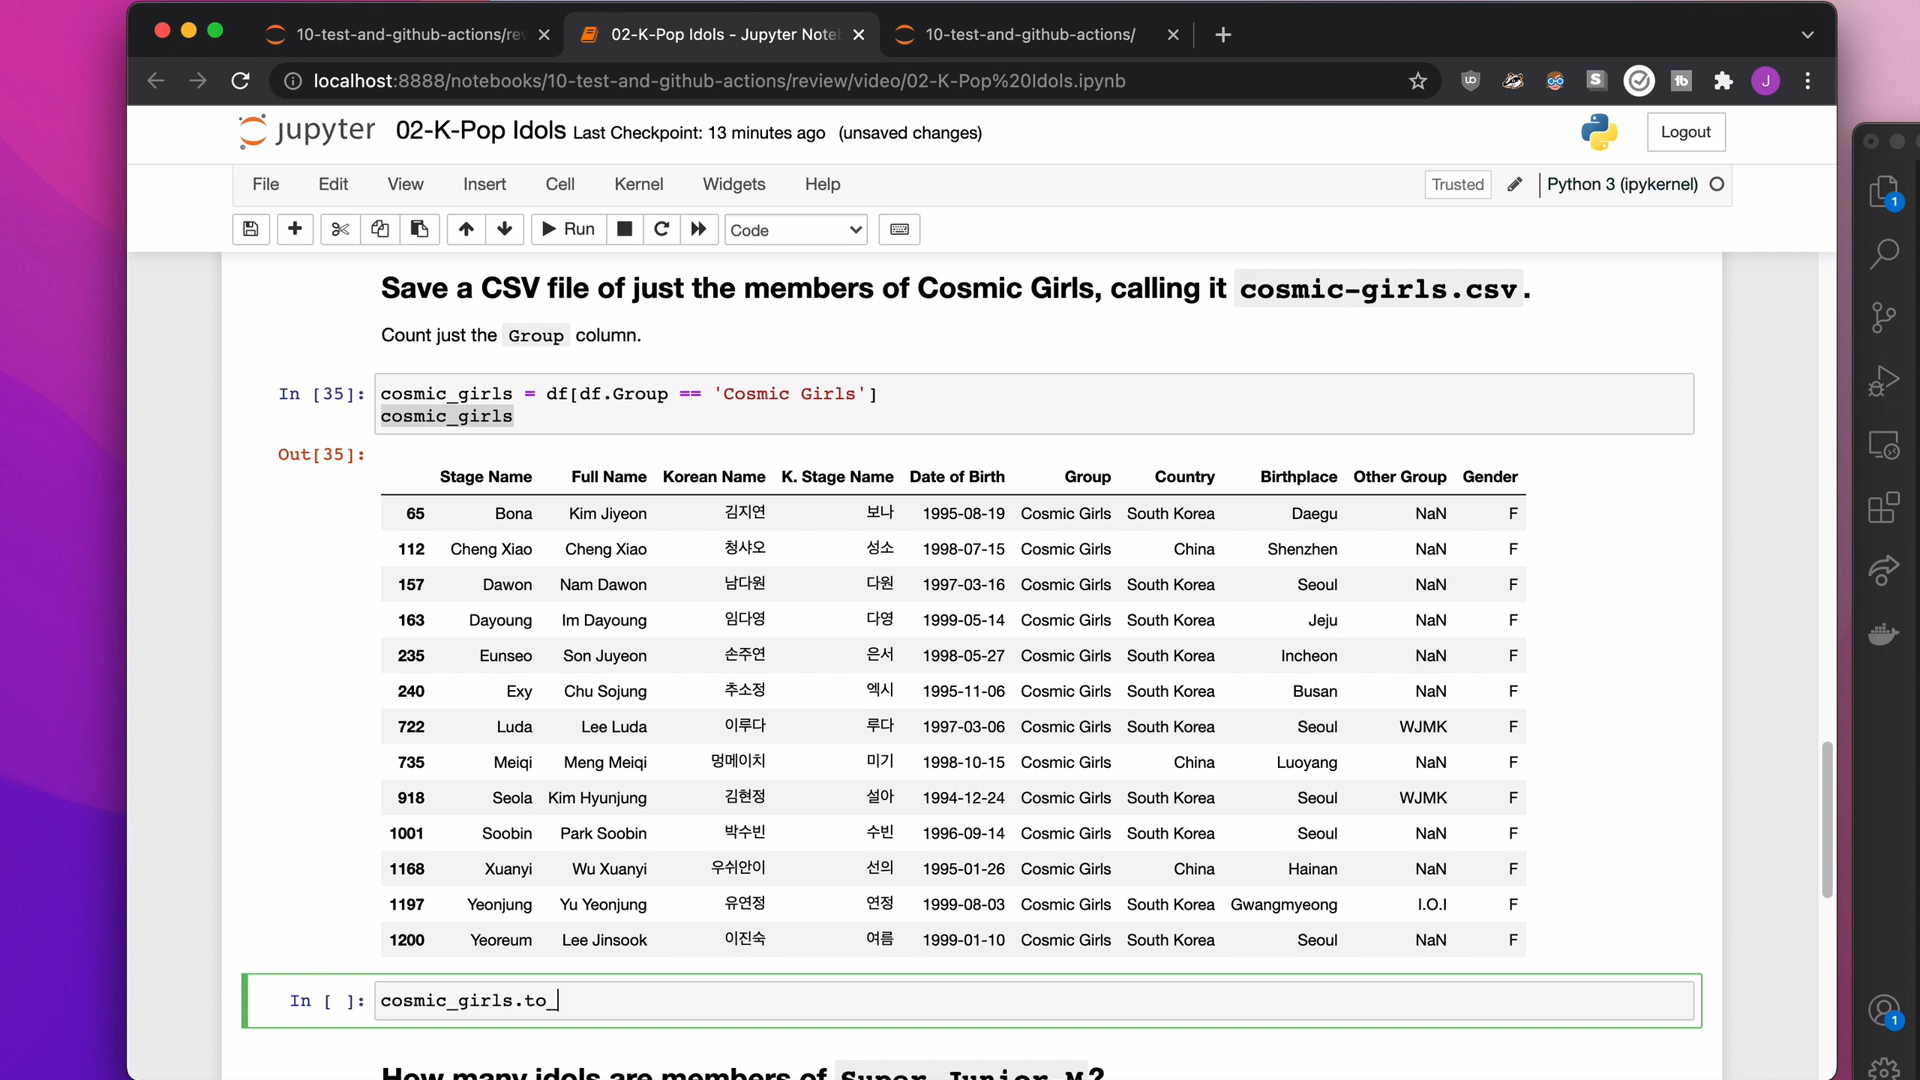 10-test-and-github-actions/rev
02-K-Pop Idols - Jupyter Note
10-test-and-github-actions/
localhost:8888/notebooks/10-test-and-github-actions/review/video/02-K-Pop%20Idols.ipynb
J
jupyter 02-K-Pop Idols Last Checkpoint: 13 minutes ago (unsaved changes)
Logout
File Edit View Insert Cell Kernel Widgets Help
Trusted Python 3 (ipykernel)
Run Code
Save a CSV file of just the members of Cosmic Girls, calling it cosmic-girls.csv.
Count just the Group column.
In [35]: cosmic_girls = df[df.Group == 'Cosmic Girls']
cosmic_girls
Out[35]:
Stage Name Full Name Korean Name K. Stage Name Date of Birth Group Country Birthplace Other Group Gender
65 Bona Kim Jiyeon 김지연 보나 1995-08-19 Cosmic Girls South Korea Daegu NaN F
112 Cheng Xiao Cheng Xiao 청샤오 성소 1998-07-15 Cosmic Girls China Shenzhen NaN F
157 Dawon Nam Dawon 남다원 다원 1997-03-16 Cosmic Girls South Korea Seoul NaN F
163 Dayoung Im Dayoung 임다영 다영 1999-05-14 Cosmic Girls South Korea Jeju NaN F
235 Eunseo Son Juyeon 손주연 은서 1998-05-27 Cosmic Girls South Korea Incheon NaN F
240 Exy Chu Sojung 추소정 엑시 1995-11-06 Cosmic Girls South Korea Busan NaN F
722 Luda Lee Luda 이루다 루다 1997-03-06 Cosmic Girls South Korea Seoul WJMK F
735 Meiqi Meng Meiqi 멍메이치 미기 1998-10-15 Cosmic Girls China Luoyang NaN F
918 Seola Kim Hyunjung 김현정 설아 1994-12-24 Cosmic Girls South Korea Seoul WJMK F
1001 Soobin Park Soobin 박수빈 수빈 1996-09-14 Cosmic Girls South Korea Seoul NaN F
1168 Xuanyi Wu Xuanyi 우쉬안이 선의 1995-01-26 Cosmic Girls China Hainan NaN F
1197 Yeonjung Yu Yeonjung 유연정 연정 1999-08-03 Cosmic Girls South Korea Gwangmyeong I.O.I F
1200 Yeoreum Lee Jinsook 이진숙 여름 1999-01-10 Cosmic Girls South Korea Seoul NaN F
In [ ]: cosmic_girls.to_
How many idols are members of Super Junior-M?
1
1